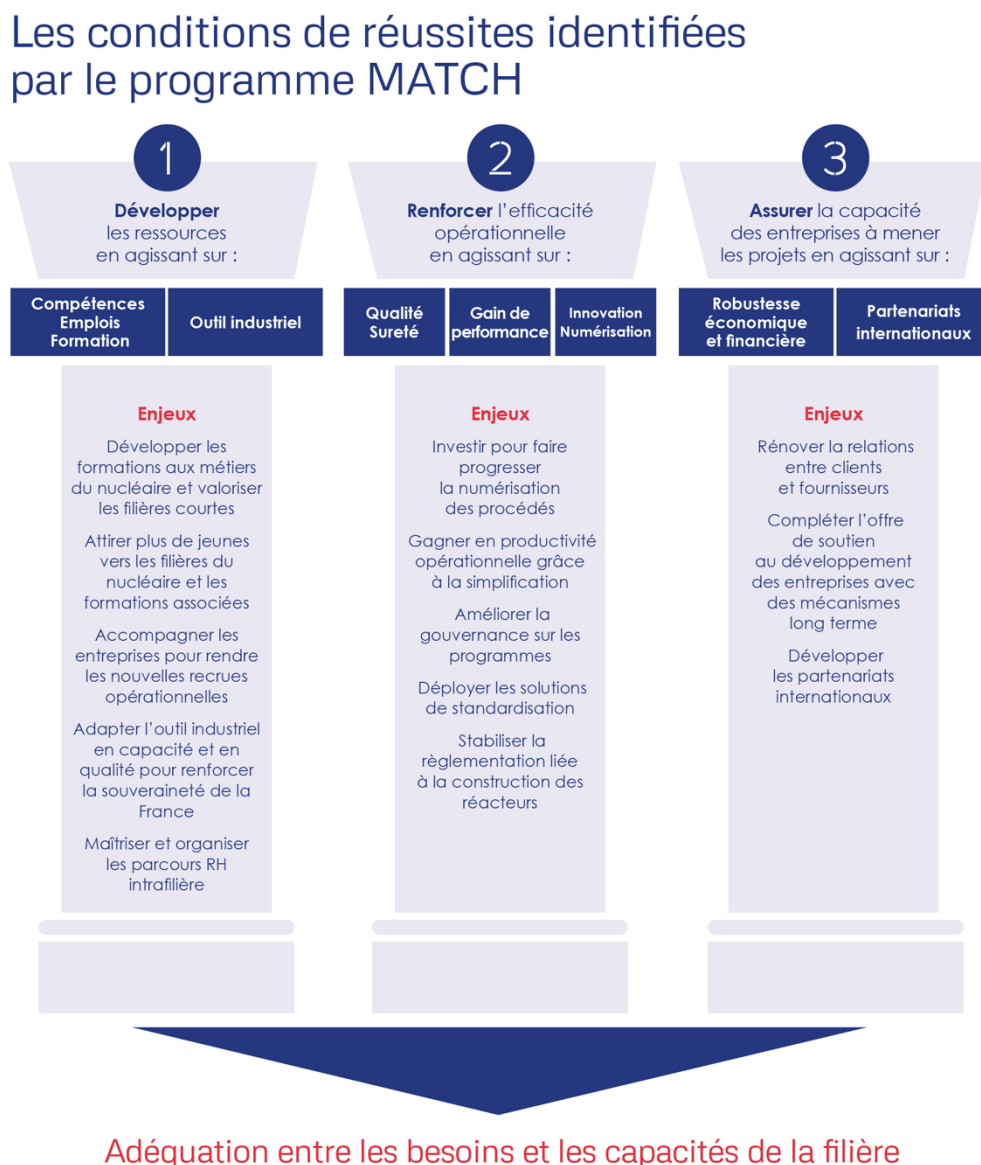 Les conditions de réussites identifiées
par le programme MATCH
1
Développer
les ressources
en agissant sur :
Compétences
Emplois
Formation
Outil industriel
Enjeux
Développer les
formations aux métiers
du nucléaire et valoriser
les filières courtes
Attirer plus de jeunes
vers les filières du
nucléaire et les
formations associées
Accompagner les
entreprises pour rendre
les nouvelles recrues
opérationnelles
Adapter l’outil industriel
en capacité et en
qualité pour renforcer
la souveraineté de la
France
Maîtriser et organiser
les parcours RH
intrafilière
2
Renforcer l’efficacité
opérationnelle
en agissant sur :
Qualité
Sureté
Gain de
performance
Innovation
Numérisation
Enjeux
Investir pour faire
progresser
la numérisation
des procédés
Gagner en productivité
opérationnelle grâce
à la simplification
Améliorer la
gouvernance sur les
programmes
Déployer les solutions
de standardisation
Stabiliser la
règlementation liée
à la construction des
réacteurs
3
Assurer la capacité
des entreprises à mener
les projets en agissant sur :
Robustesse
économique
et financière
Partenariats
internationaux
Enjeux
Rénover la relations
entre clients
et fournisseurs
Compléter l’offre
de soutien
au développement
des entreprises avec
des mécanismes
long terme
Développer
les partenariats
internationaux
Adéquation entre les besoins et les capacités de la filière